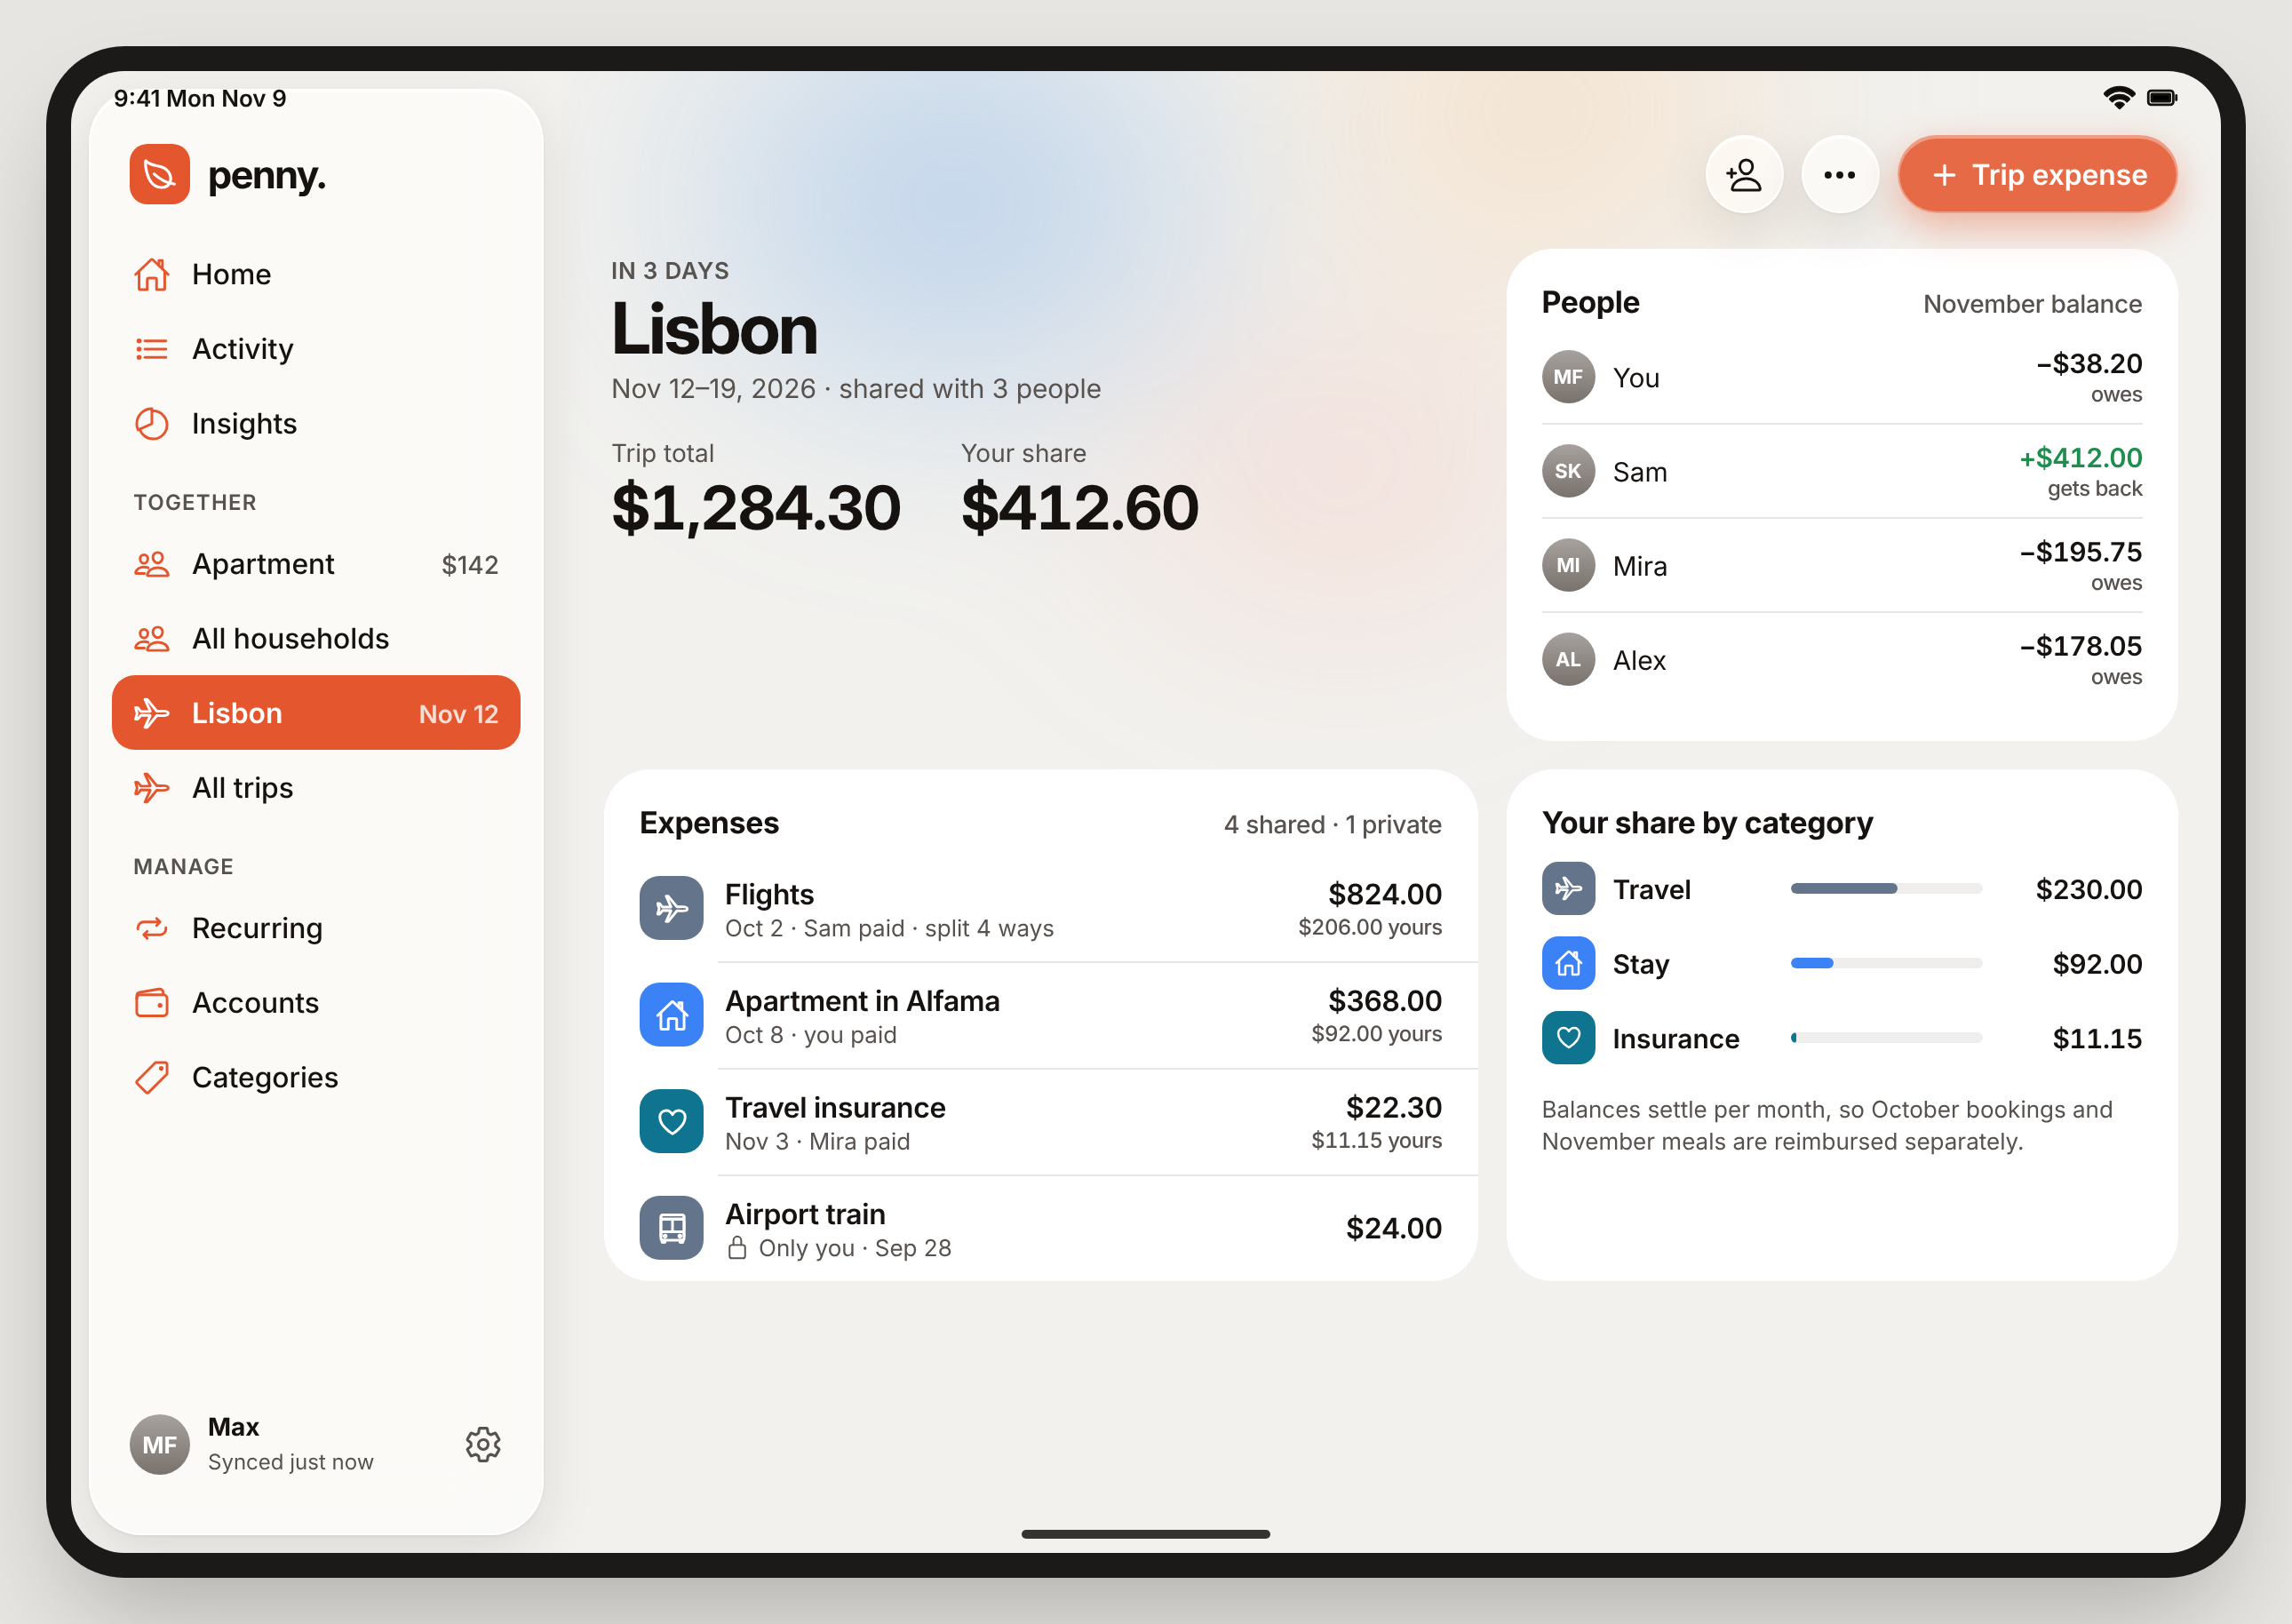 9:41 Mon Nov 9
penny.
Home
Activity
Insights
TOGETHER
Apartment $142
All households
Lisbon Nov 12
All trips
MANAGE
Recurring
Accounts
Categories
MF
Max
Synced just now
+ Trip expense
IN 3 DAYS
Lisbon
Nov 12–19, 2026 · shared with 3 people
Trip total
$1,284.30
Your share
$412.60
People November balance
MF You −$38.20
owes
SK Sam +$412.00
gets back
MI Mira −$195.75
owes
AL Alex −$178.05
owes
Expenses 4 shared · 1 private
Flights $824.00
Oct 2 · Sam paid · split 4 ways $206.00 yours
Apartment in Alfama $368.00
Oct 8 · you paid $92.00 yours
Travel insurance $22.30
Nov 3 · Mira paid $11.15 yours
Airport train $24.00
Only you · Sep 28
Your share by category
Travel $230.00
Stay $92.00
Insurance $11.15
Balances settle per month, so October bookings and
November meals are reimbursed separately.